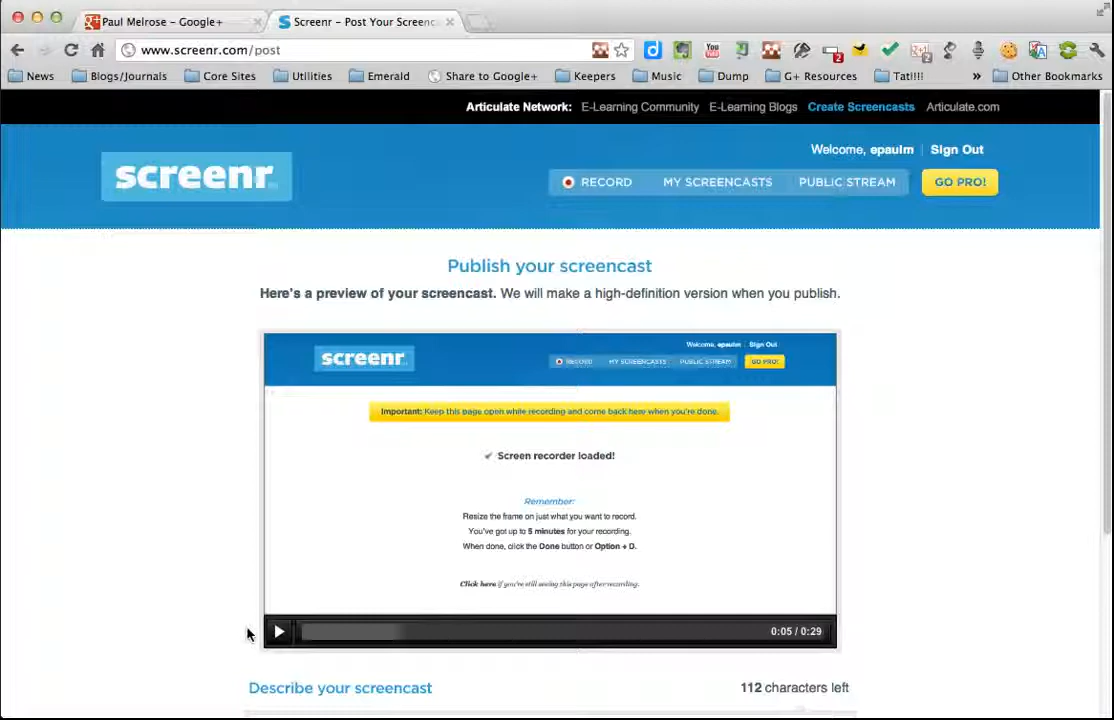 Paul Melrose – Google+
Screenr – Post Your Screenc
www.screenr.com/post
2
2
News
Blogs/Journals
Core Sites
Utilities
Emerald
Share to Google+
Keepers
Music
Dump
G+ Resources
Tati!!!
»
Other Bookmarks
Articulate Network: E-Learning Community E-Learning Blogs Create Screencasts Articulate.com
Welcome, epaulm | Sign Out
screenr
RECORD MY SCREENCASTS PUBLIC STREAM GO PRO!
Publish your screencast
Here's a preview of your screencast. We will make a high-definition version when you publish.
Welcome, epaulm Sign Out
screenr
RECORD MY SCREENCASTS PUBLIC STREAM GO PRO!
Important: Keep this page open while recording and come back here when you're done.
✔ Screen recorder loaded!
Remember:
Resize the frame on just what you want to record.
You've got up to 5 minutes for your recording.
When done, click the Done button or Option + D.
Click here if you're still seeing this page after recording.
0:05 / 0:29
Describe your screencast
112 characters left